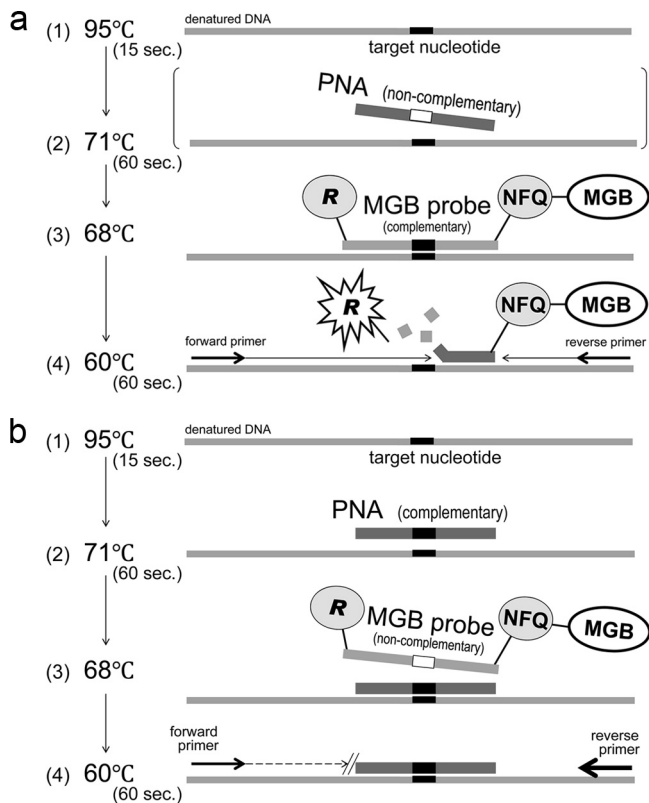 a
(1) 95℃ denatured DNA
(15 sec.) target nucleotide
PNA (non-complementary)
(2) 71℃
(60 sec.)
R NFQ MGB
MGB probe
(complementary)
(3) 68℃
R NFQ MGB
forward primer reverse primer
(4) 60℃
(60 sec.)
b
(1) 95℃ denatured DNA
(15 sec.) target nucleotide
PNA (complementary)
(2) 71℃
(60 sec.)
R NFQ MGB
MGB probe
(non-complementary)
(3) 68℃
forward
primer
reverse
primer
(4) 60℃
(60 sec.)